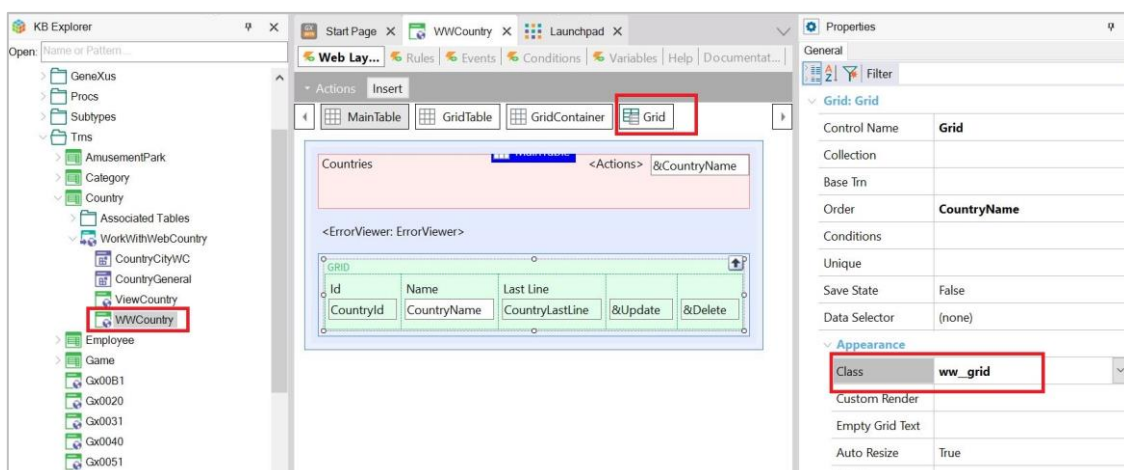 KB Explorer
Open: Name or Pattern...
GeneXus
Procs
Subtypes
Trns
AmusementPark
Category
Country
Associated Tables
WorkWithWebCountry
CountryCityWC
CountryGeneral
ViewCountry
WWCountry
Employee
Game
Gx00B1
Gx0020
Gx0031
Gx0040
Gx0051
Start Page WWCountry Launchpad
Web Lay... Rules Events Conditions Variables Help Documentat...
Actions Insert
MainTable GridTable GridContainer Grid
Countries <Actions> &CountryName
<ErrorViewer: ErrorViewer>
GRID
Id Name Last Line
CountryId CountryName CountryLastLine &Update &Delete
Properties
General
Filter
Grid: Grid
Control Name Grid
Collection
Base Trn
Order CountryName
Conditions
Unique
Save State False
Data Selector (none)
Appearance
Class ww__grid
Custom Render
Empty Grid Text
Auto Resize True